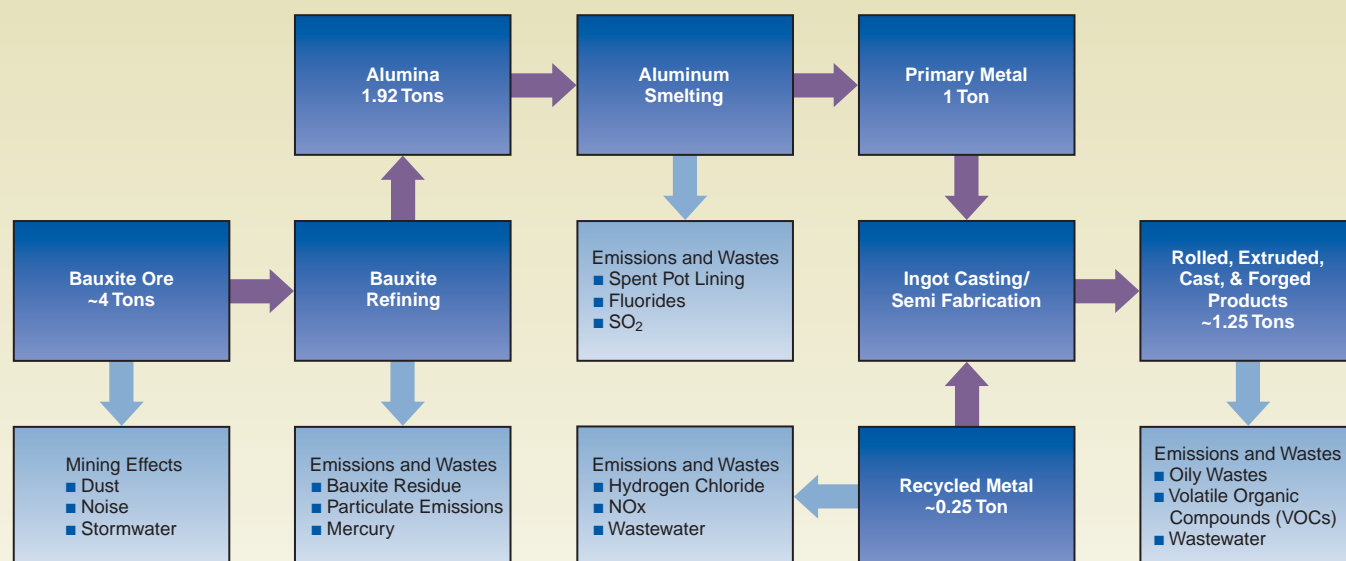 Alumina
1.92 Tons
Aluminum
Smelting
Primary Metal
1 Ton
Bauxite Ore
~4 Tons
Bauxite
Refining
Emissions and Wastes
■ Spent Pot Lining
■ Fluorides
■ SO₂
Ingot Casting/
Semi Fabrication
Rolled, Extruded,
Cast, & Forged
Products
~1.25 Tons
Mining Effects
■ Dust
■ Noise
■ Stormwater
Emissions and Wastes
■ Bauxite Residue
■ Particulate Emissions
■ Mercury
Emissions and Wastes
■ Hydrogen Chloride
■ NOx
■ Wastewater
Recycled Metal
~0.25 Ton
Emissions and Wastes
■ Oily Wastes
■ Volatile Organic
Compounds (VOCs)
■ Wastewater